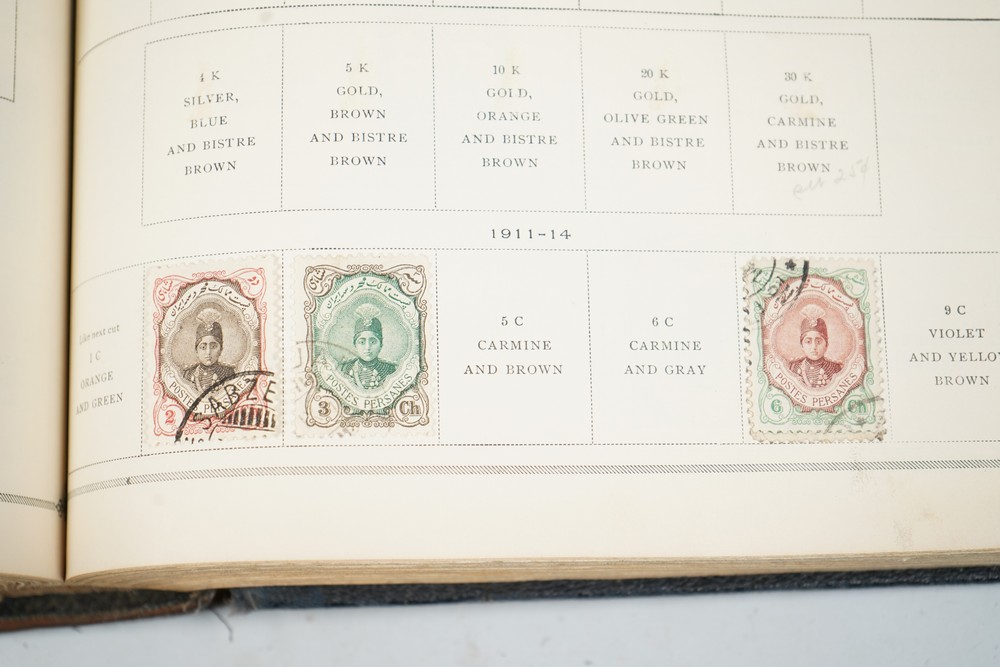 4 K
SILVER,
BLUE
AND BISTRE
BROWN
5 K
GOLD,
BROWN
AND BISTRE
BROWN
10 K
GOLD,
ORANGE
AND BISTRE
BROWN
20 K
GOLD,
OLIVE GREEN
AND BISTRE
BROWN
30 K
GOLD,
CARMINE
AND BISTRE
BROWN
25¢
1911-14
Like next cut
1 C
ORANGE
AND GREEN
POSTES PERSANES
2
SABZE
POSTES PERSANES
3 Ch
5 C
CARMINE
AND BROWN
6 C
CARMINE
AND GRAY
POSTES PERSANES
6 Ch
9 C
VIOLET
AND YELLOW
BROWN